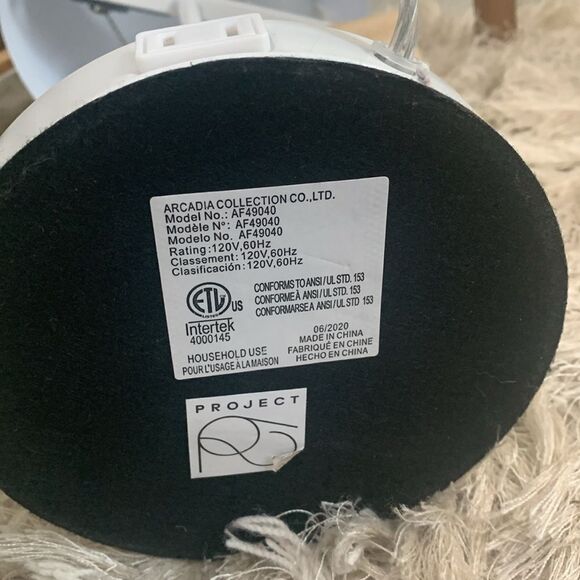 ARCADIA COLLECTION CO.,LTD.
Model No.: AF49040
Modèle N°: AF49040
Modelo No. AF49040
Rating:120V,60Hz
Classement: 120V,60Hz
Clasificación: 120V,60Hz
ETL US
LISTED
Intertek
4000145
CONFORMS TO ANSI/UL STD. 153
CONFORME À ANSI/UL STD. 153
CONFORMARSE A ANSI/UL STD 153
HOUSEHOLD USE
POUR L'USAGE À LA MAISON
06/2020
MADE IN CHINA
FABRIQUÉ EN CHINE
HECHO EN CHINA
PROJECT